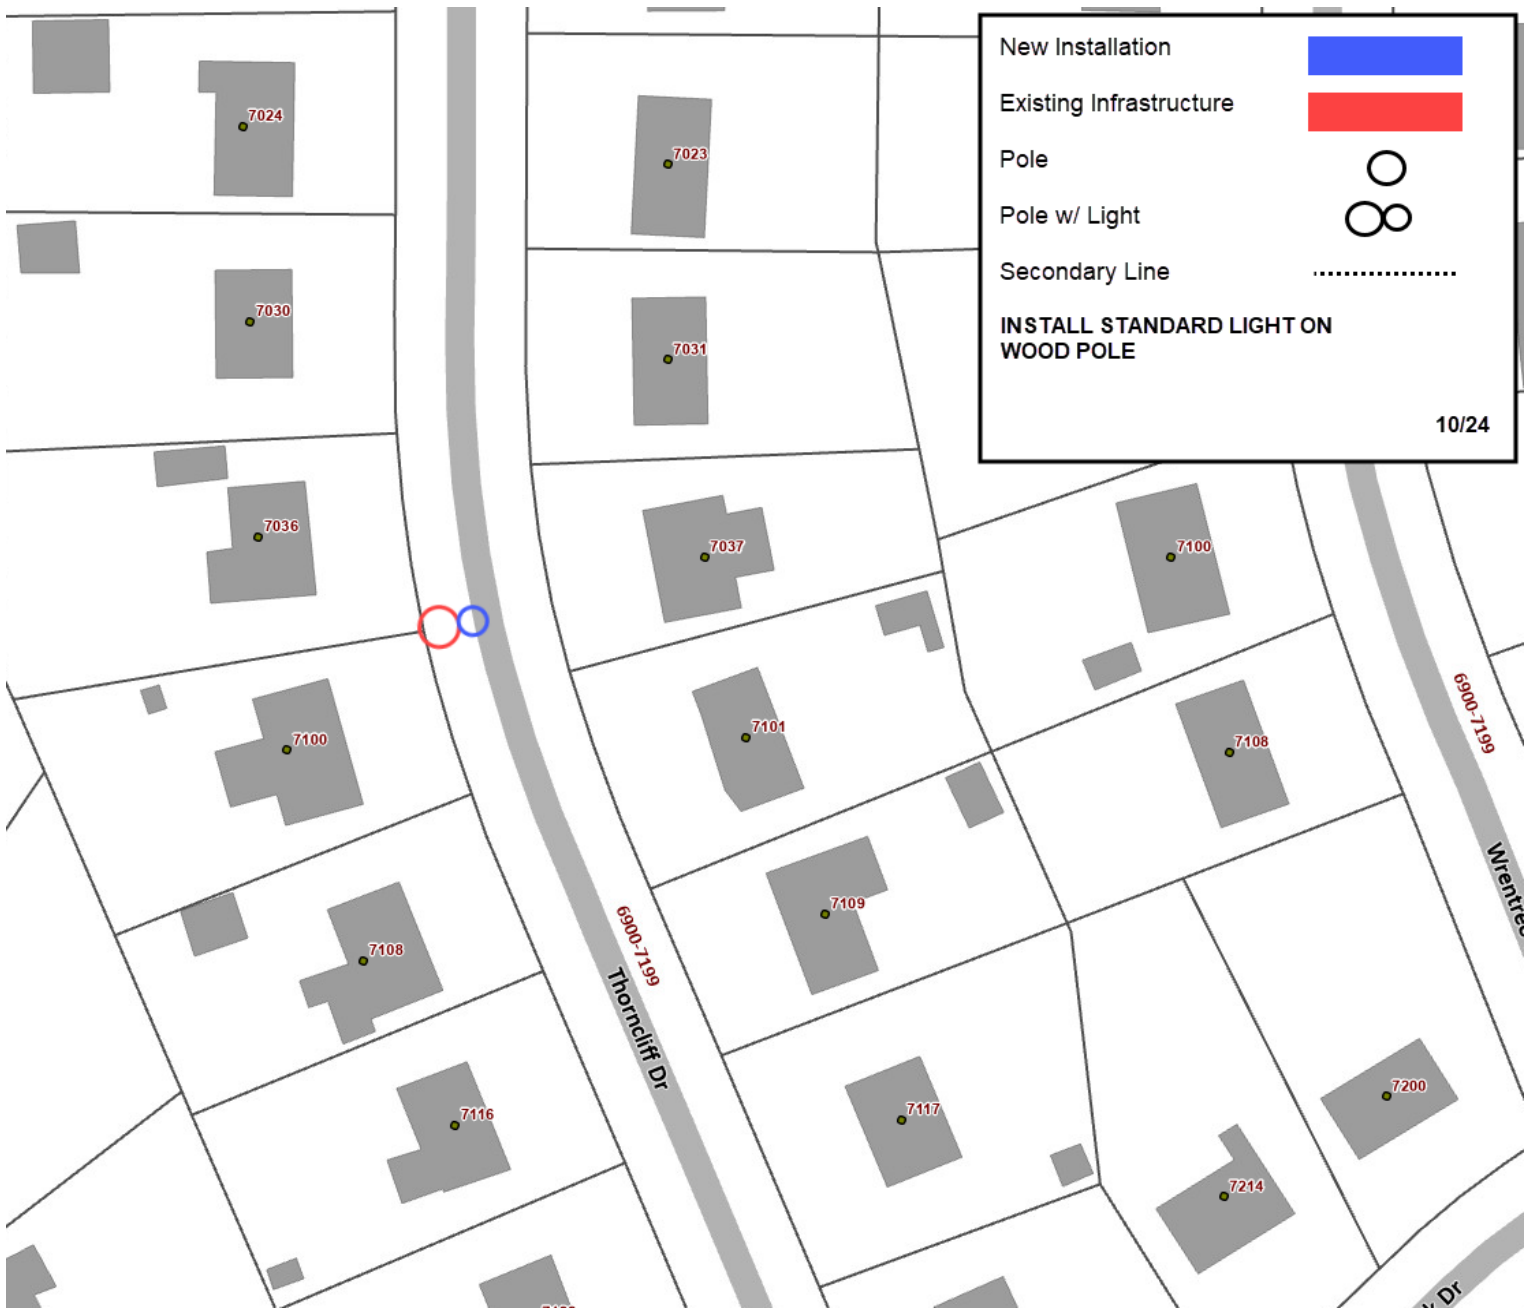 New Installation
Existing Infrastructure
Pole
Pole w/ Light
Secondary Line
INSTALL STANDARD LIGHT ON
WOOD POLE
10/24
7024
7023
7030
7031
7036
7037
7100
7100
7101
7108
6900-7199
7109
7108
6900-7199
Thorncliff Dr
7116
7117
7200
7214
Dr